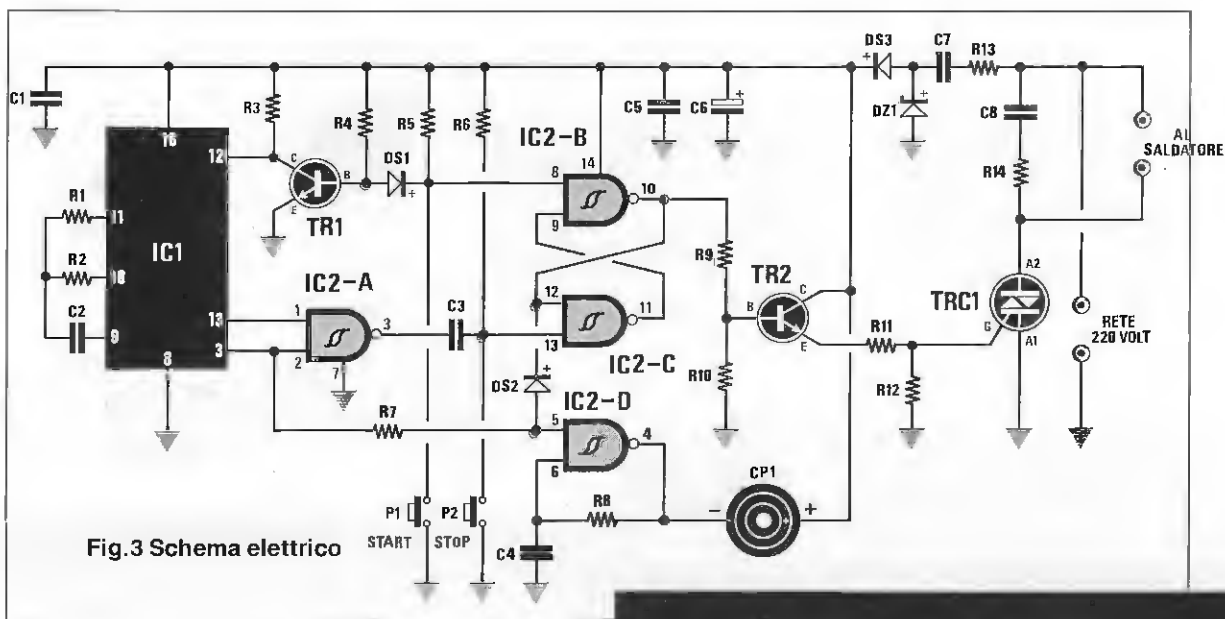 C1
16
R3
R4
R5
R6
IC2-B
C5
C6
DS3
C7
R13
DZ1
C8
AL
SALDATORE
R14
12
C
B
E
TR1
DS1
+
8
14
9
10
R1
11
R2
10
C2
9
IC1
13
3
8
IC2-A
1
2
3
7
C3
12
13
11
IC2-C
R9
R10
TR2
B
C
E
R11
R12
TRC1
A2
G
A1
RETE
220 VOLT
R7
DS2
+
IC2-D
5
6
4
R8
C4
CP1
-
+
P1
START
P2
STOP
Fig.3 Schema elettrico